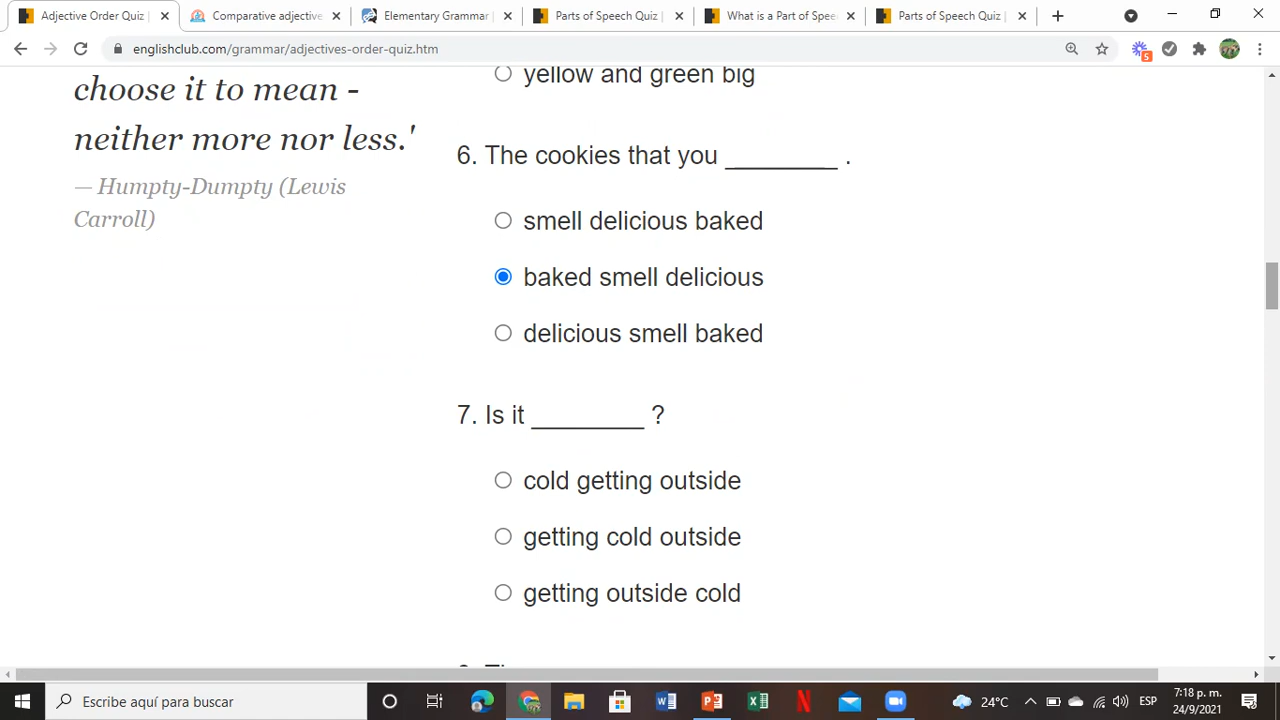 Adjective Order Quiz |
Comparative adjective
Elementary Grammar |
Parts of Speech Quiz |
What is a Part of Spee
Parts of Speech Quiz |
englishclub.com/grammar/adjectives-order-quiz.htm
5
choose it to mean -
neither more nor less.'
— Humpty-Dumpty (Lewis
Carroll)
yellow and green big
6. The cookies that you ________ .
smell delicious baked
baked smell delicious
delicious smell baked
7. Is it ________ ?
cold getting outside
getting cold outside
getting outside cold
Escribe aquí para buscar
24°C
ESP
7:18 p. m.
24/9/2021